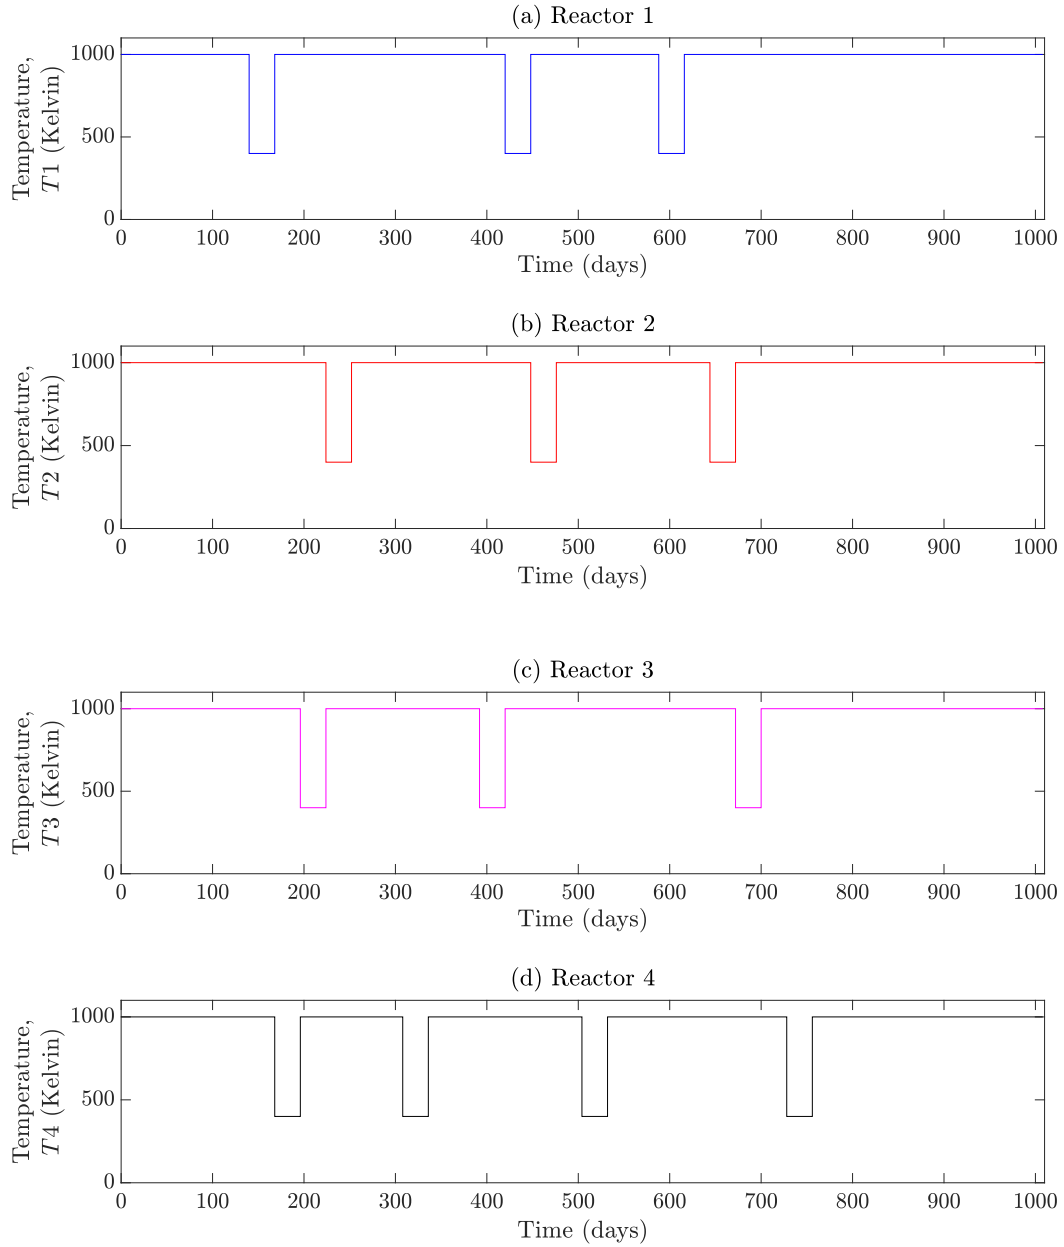 (a) Reactor 1
Temperature,
T1 (Kelvin)
1000
500
0
0 100 200 300 400 500 600 700 800 900 1000
Time (days)
(b) Reactor 2
Temperature,
T2 (Kelvin)
1000
500
0
0 100 200 300 400 500 600 700 800 900 1000
Time (days)
(c) Reactor 3
Temperature,
T3 (Kelvin)
1000
500
0
0 100 200 300 400 500 600 700 800 900 1000
Time (days)
(d) Reactor 4
Temperature,
T4 (Kelvin)
1000
500
0
0 100 200 300 400 500 600 700 800 900 1000
Time (days)